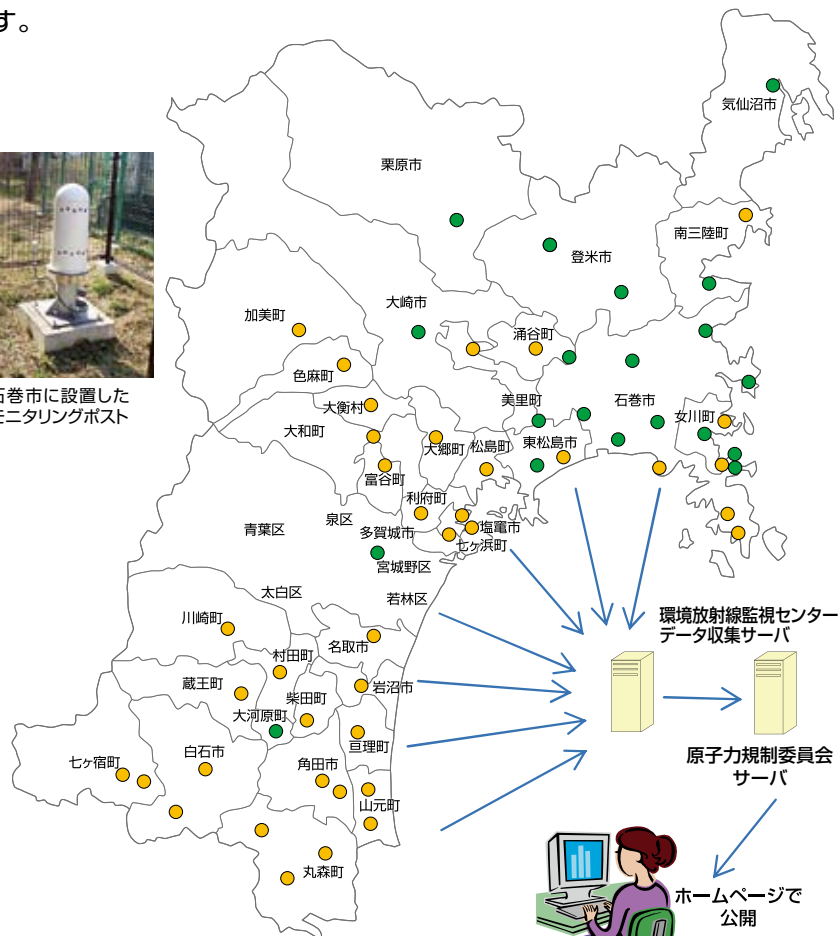 す。
気仙沼市
栗原市
南三陸町
登米市
大崎市
加美町
涌谷町
色麻町
石巻市に設置した
モニタリングポスト
美里町
石巻市
大衡村
女川町
大和町
大郷町
松島町
東松島市
富谷町
利府町
泉区
青葉区
多賀城市
塩竈市
七ヶ浜町
宮城野区
太白区
若林区
川崎町
環境放射線監視センター
データ収集サーバ
名取市
村田町
蔵王町
柴田町
岩沼市
大河原町
亘理町
白石市
七ヶ宿町
角田市
原子力規制委員会
サーバ
山元町
丸森町
ホームページで
公開